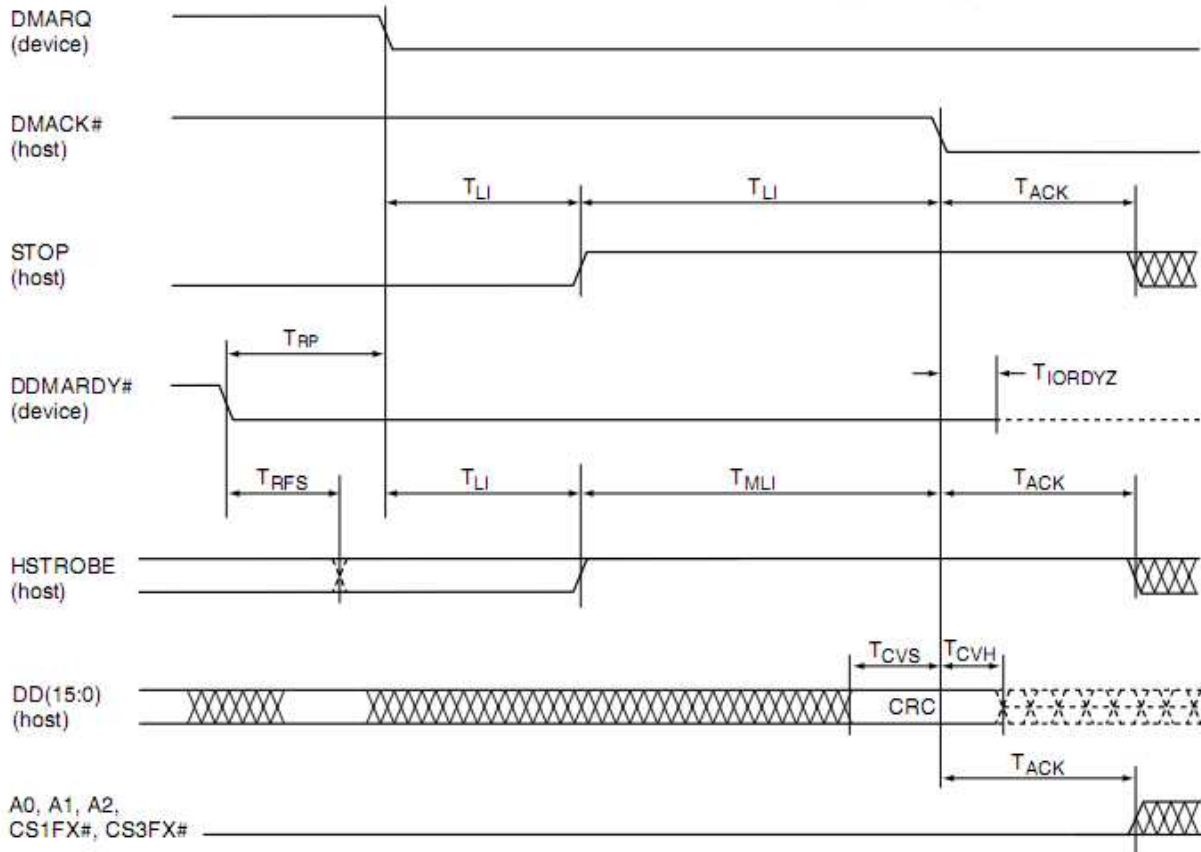 DMARQ
(device)
DMACK#
(host)
TLI
TLI
TACK
STOP
(host)
TRP
DDMARDY#
(device)
TIORDYZ
TRFS
TLI
TMLI
TACK
HSTROBE
(host)
TCVS
TCVH
DD(15:0)
(host)
CRC
TACK
A0, A1, A2,
CS1FX#, CS3FX#